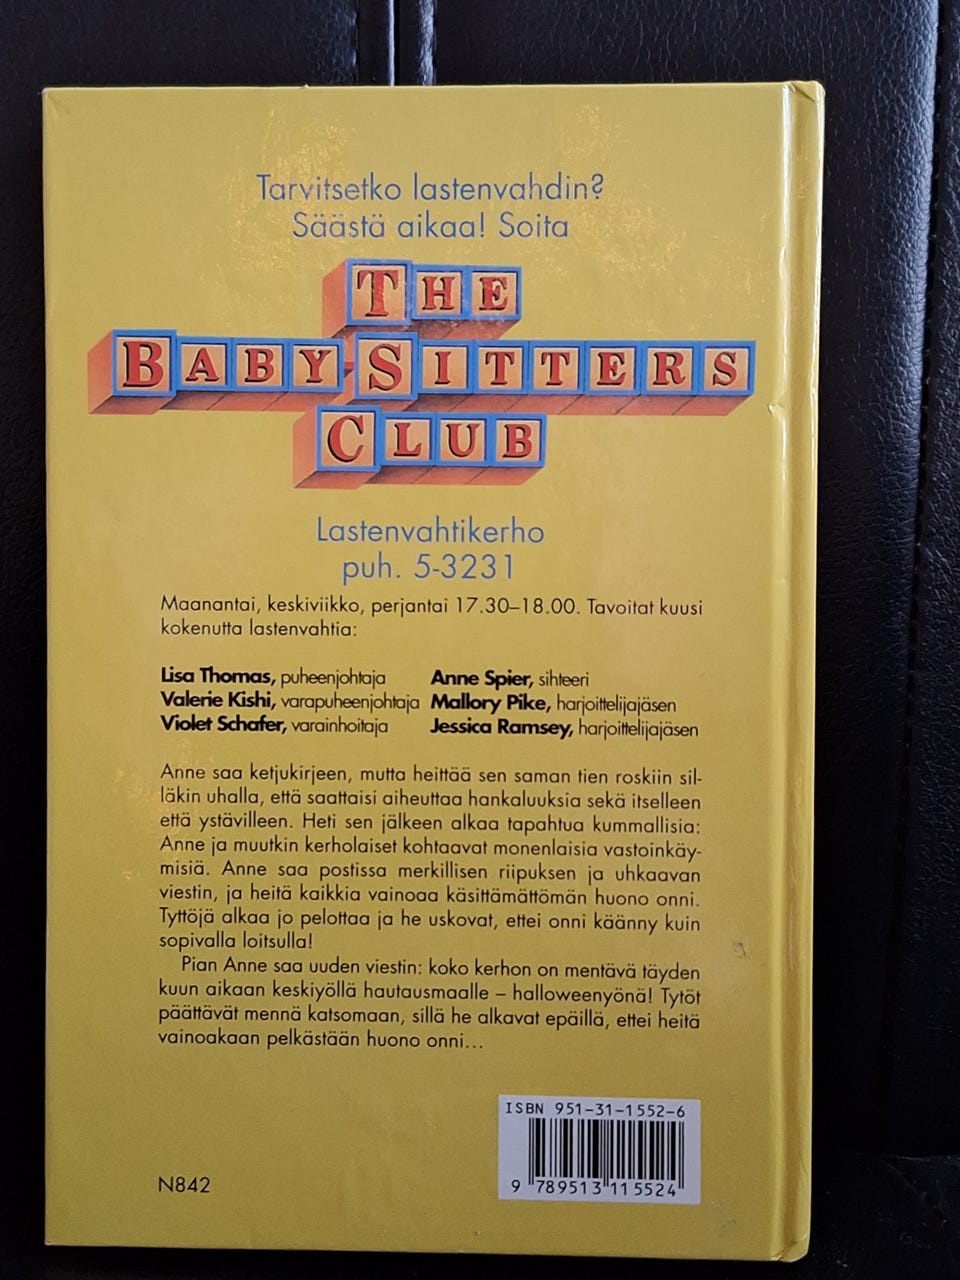 Tarvitsetko lastenvahdin?
Säästä aikaa! Soita
THE
BABY-SITTERS
CLUB
Lastenvahtikerho
puh. 5-3231
Maanantai, keskiviikko, perjantai 17.30–18.00. Tavoitat kuusi
kokenutta lastenvahtia:
Lisa Thomas, puheenjohtaja
Valerie Kishi, varapuheenjohtaja
Violet Schafer, varainhoitaja
Anne Spier, sihteeri
Mallory Pike, harjoittelijajäsen
Jessica Ramsey, harjoittelijajäsen
Anne saa ketjukirjeen, mutta heittää sen saman tien roskiin sil-
läkin uhalla, että saattaisi aiheuttaa hankaluuksia sekä itselleen
että ystävilleen. Heti sen jälkeen alkaa tapahtua kummallisia:
Anne ja muutkin kerholaiset kohtaavat monenlaisia vastoinkäy-
misiä. Anne saa postissa merkillisen riipuksen ja uhkaavan
viestin, ja heitä kaikkia vainoaa käsittämättömän huono onni.
Tyttöjä alkaa jo pelottaa ja he uskovat, ettei onni käänny kuin
sopivalla loitsulla!
Pian Anne saa uuden viestin: koko kerhon on mentävä täyden
kuun aikaan keskiyöllä hautausmaalle – halloweenyönä! Tytöt
päättävät mennä katsomaan, sillä he alkavat epäillä, ettei heitä
vainoakaan pelkästään huono onni...
ISBN 951-31-1552-6
9 789513 115524
N842